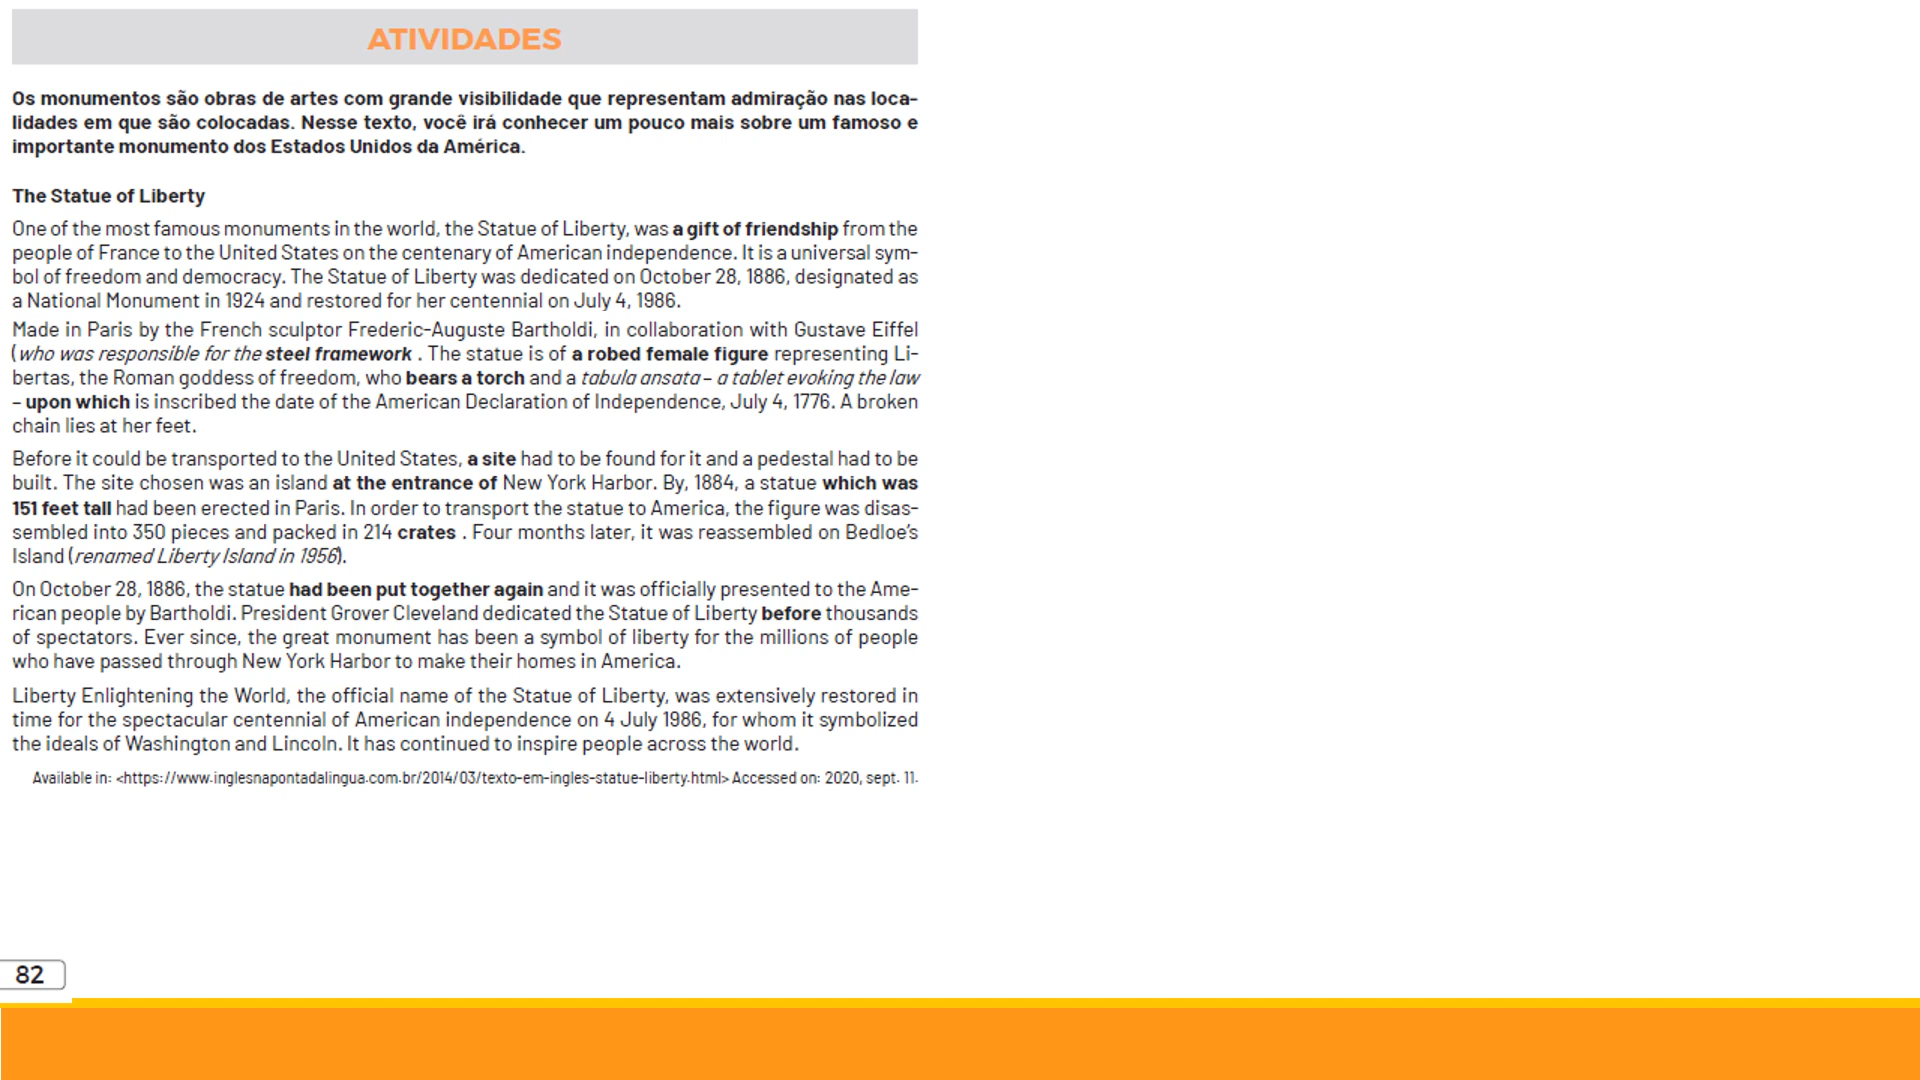 ATIVIDADES
Os monumentos são obras de artes com grande visibilidade que representam admiração nas loca-
lidades em que são colocadas. Nesse texto, você irá conhecer um pouco mais sobre um famoso e
importante monumento dos Estados Unidos da América.
The Statue of Liberty
One of the most famous monuments in the world, the Statue of Liberty, was a gift of friendship from the
people of France to the United States on the centenary of American independence. It is a universal sym-
bol of freedom and democracy. The Statue of Liberty was dedicated on October 28, 1886, designated as
a National Monument in 1924 and restored for her centennial on July 4, 1986.
Made in Paris by the French sculptor Frederic-Auguste Bartholdi, in collaboration with Gustave Eiffel
(who was responsible for the steel framework . The statue is of a robed female figure representing Li-
bertas, the Roman goddess of freedom, who bears a torch and a tabula ansata – a tablet evoking the law
– upon which is inscribed the date of the American Declaration of Independence, July 4, 1776. A broken
chain lies at her feet.
Before it could be transported to the United States, a site had to be found for it and a pedestal had to be
built. The site chosen was an island at the entrance of New York Harbor. By, 1884, a statue which was
151 feet tall had been erected in Paris. In order to transport the statue to America, the figure was disas-
sembled into 350 pieces and packed in 214 crates . Four months later, it was reassembled on Bedloe's
Island (renamed Liberty Island in 1956).
On October 28, 1886, the statue had been put together again and it was officially presented to the Ame-
rican people by Bartholdi. President Grover Cleveland dedicated the Statue of Liberty before thousands
of spectators. Ever since, the great monument has been a symbol of liberty for the millions of people
who have passed through New York Harbor to make their homes in America.
Liberty Enlightening the World, the official name of the Statue of Liberty, was extensively restored in
time for the spectacular centennial of American independence on 4 July 1986, for whom it symbolized
the ideals of Washington and Lincoln. It has continued to inspire people across the world.
Available in: <https://www.inglesnapontadalingua.com.br/2014/03/texto-em-ingles-statue-liberty.html> Accessed on: 2020, sept. 11.
82